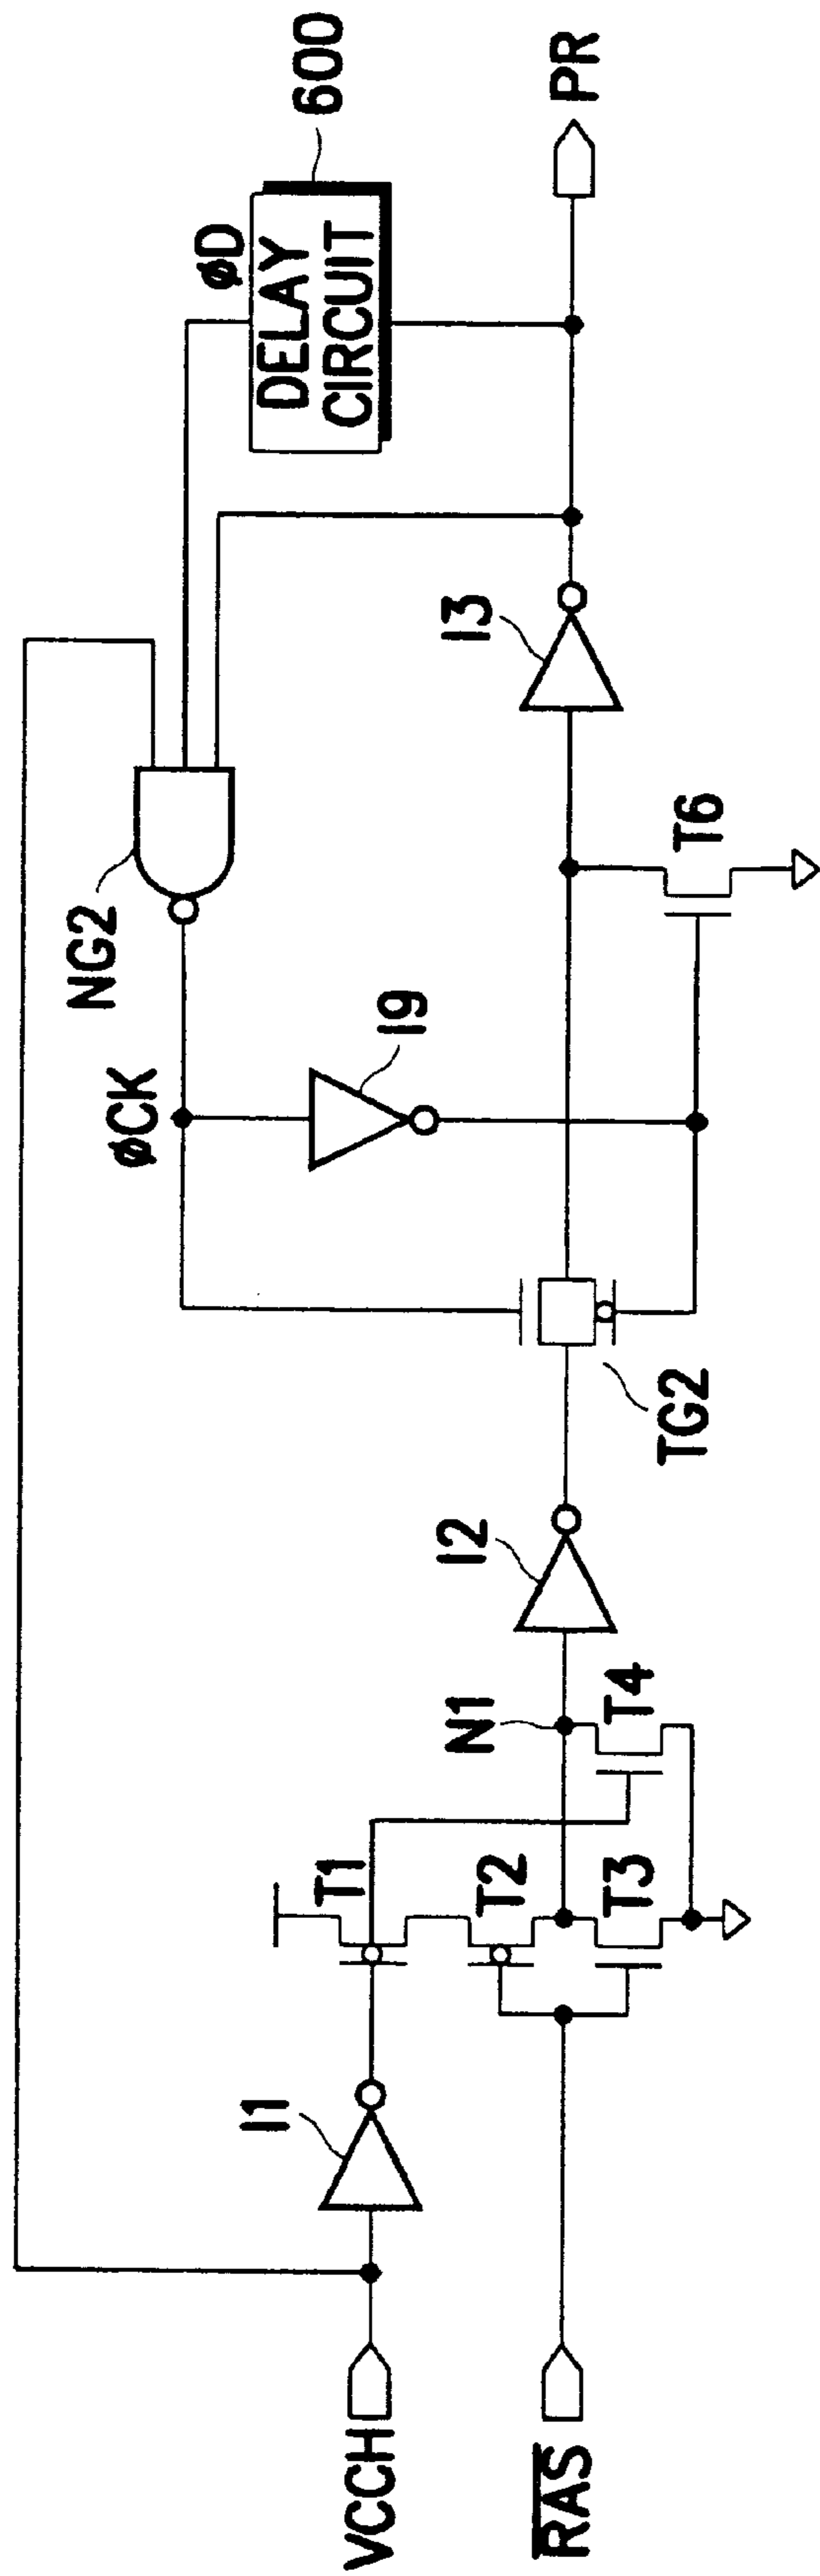 VCCH
R̅A̅S̅
I1
T1
T2
T3
T4
N1
I2
TG2
øCK
I9
NG2
T6
I3
øD
DELAY
CIRCUIT
600
PR